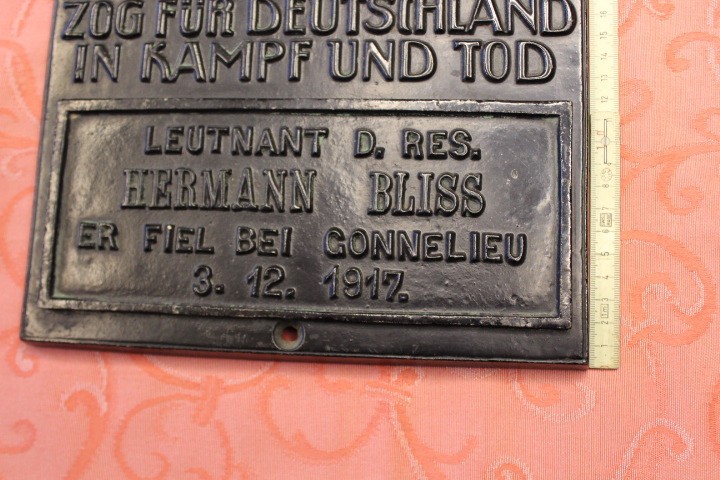 ZOG FÜR DEUTSCHLAND
IN KAMPF UND TOD
LEUTNANT D. RES.
HERMANN BLISS
ER FIEL BEI GONNELIEU
3. 12. 1917.